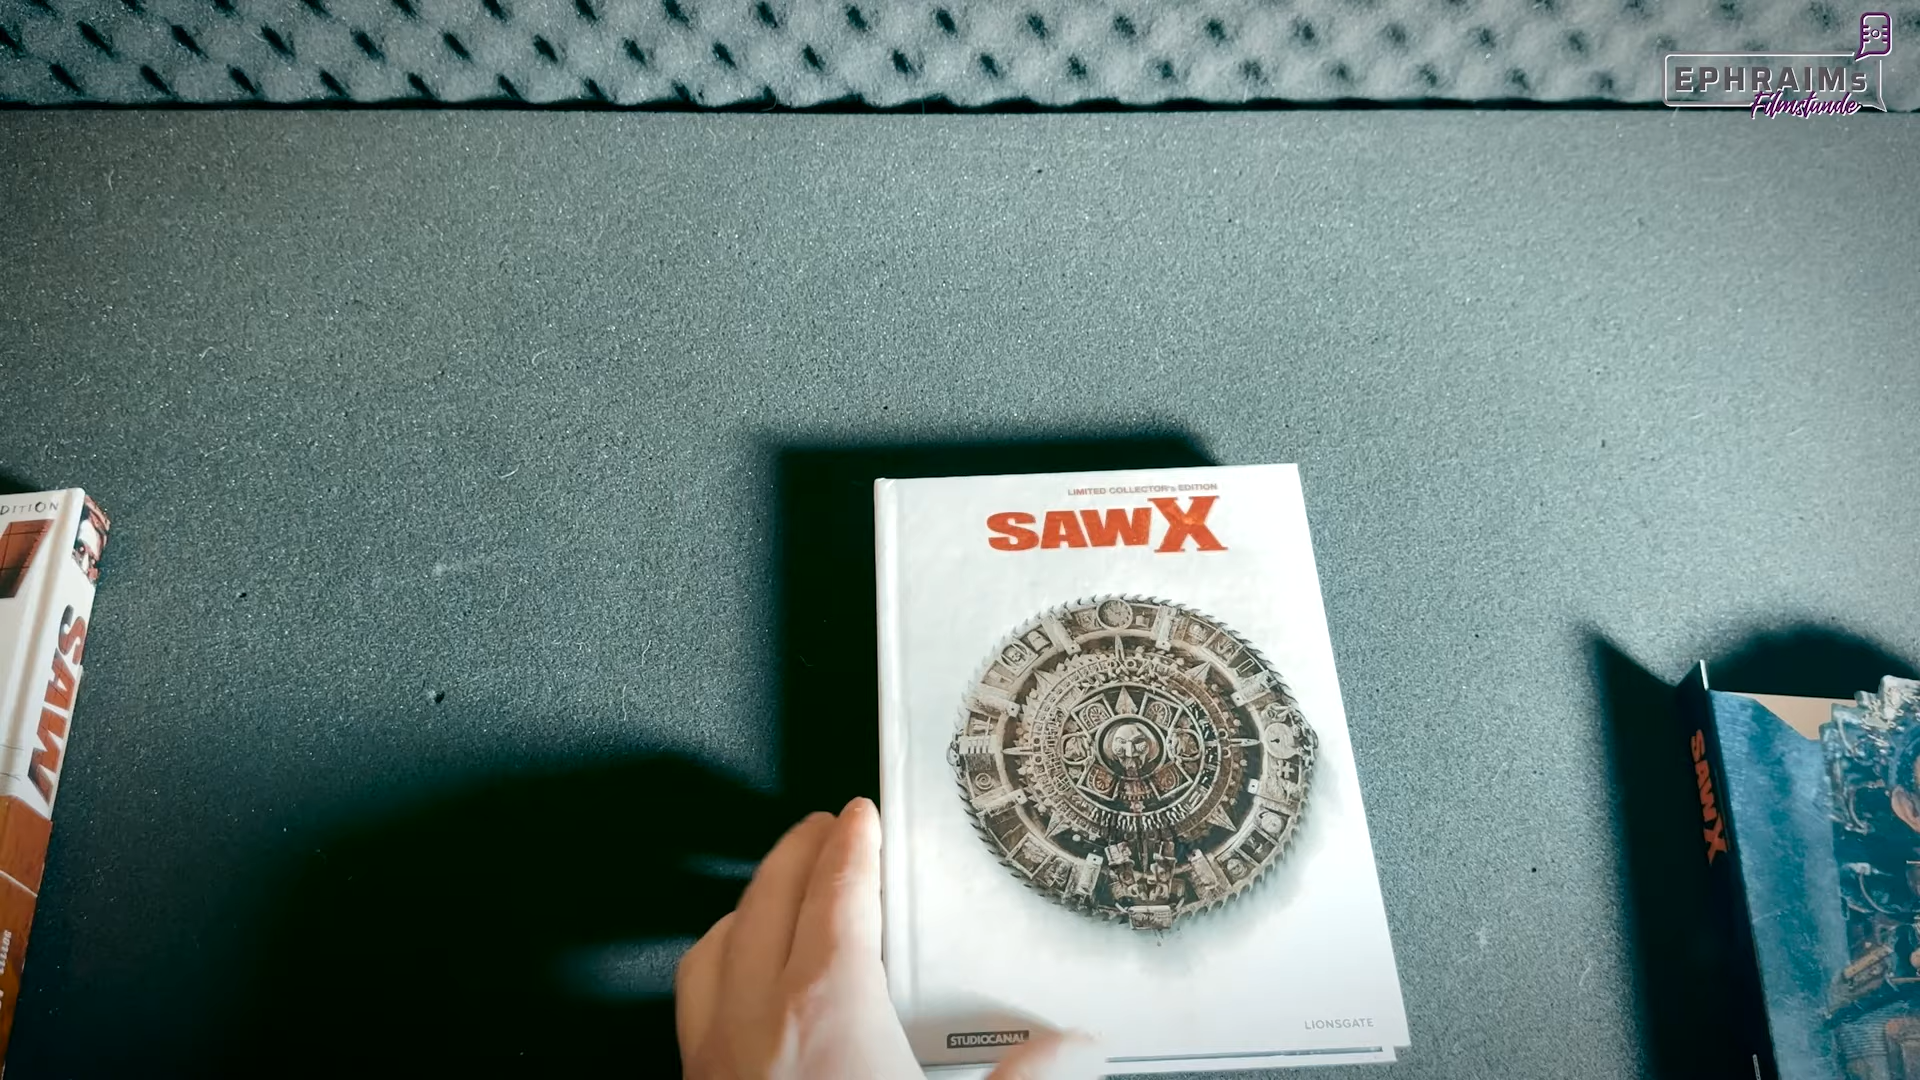 EPHRAIMs
Filmstunde
LIMITED COLLECTOR's EDITION
SAW X
STUDIOCANAL
LIONSGATE
DITION
SAW
SAW X